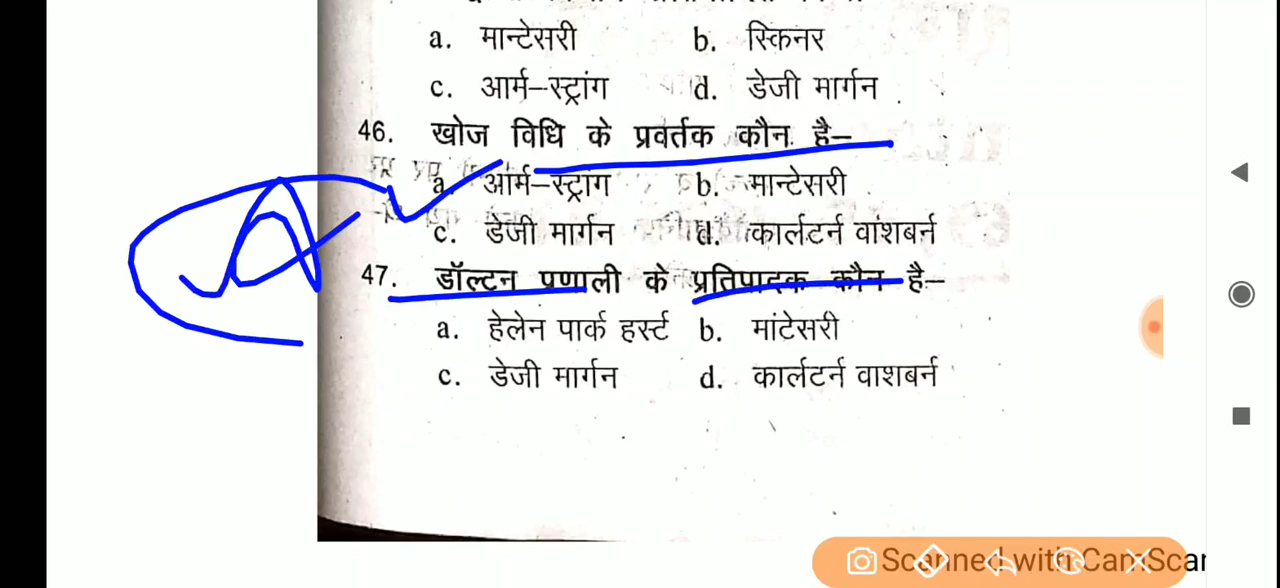 a. मान्टेसरी b. स्किनर
c. आर्म-स्ट्रांग d. डेजी मार्गन
46. खोज विधि के प्रवर्तक कौन है-
a. आर्म-स्ट्रांग b. मान्टेसरी
c. डेजी मार्गन d. कार्लटर्न वांशबर्न
47. डॉल्टन प्रणाली के प्रतिपादक कौन है-
a. हेलेन पार्क हर्स्ट b. मांटेसरी
c. डेजी मार्गन d. कार्लटर्न वाशबर्न
Scanned with CamScan